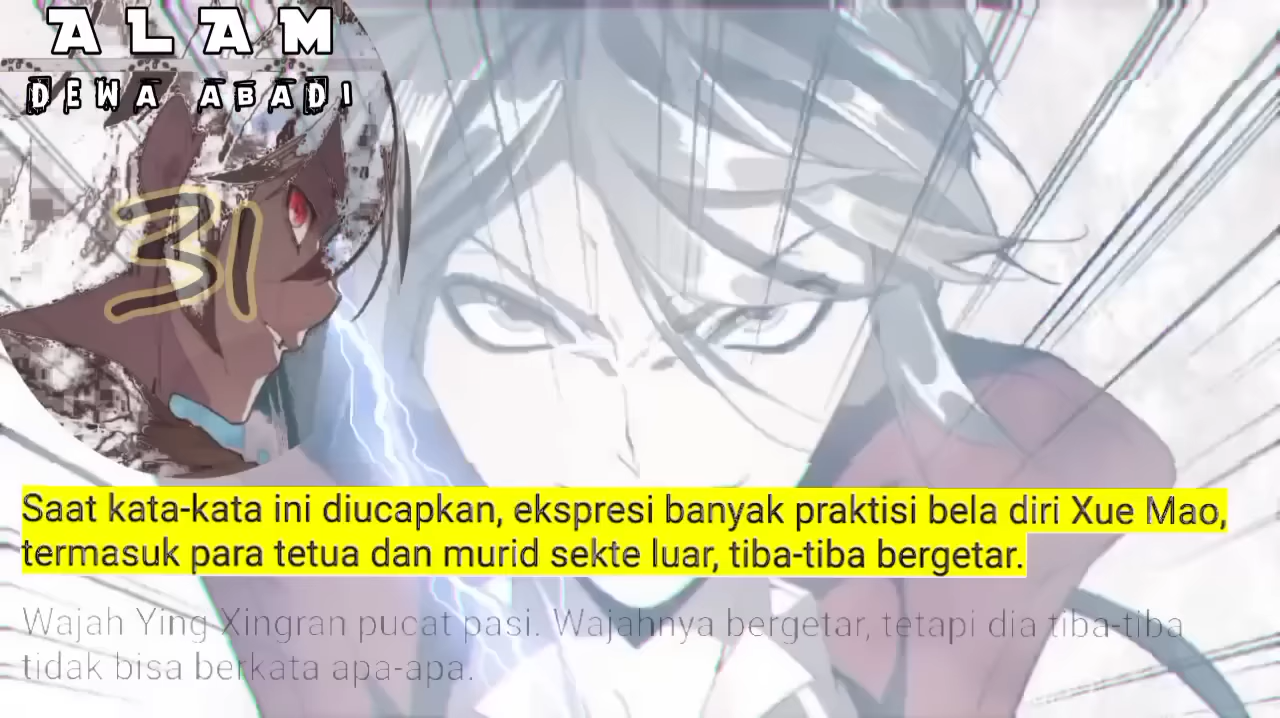 ALAM
DEWA ABADI
31
Saat kata-kata ini diucapkan, ekspresi banyak praktisi bela diri Xue Mao,
termasuk para tetua dan murid sekte luar, tiba-tiba bergetar.
Wajah Ying Xingran pucat pasi. Wajahnya bergetar, tetapi dia tiba-tiba
tidak bisa berkata apa-apa.